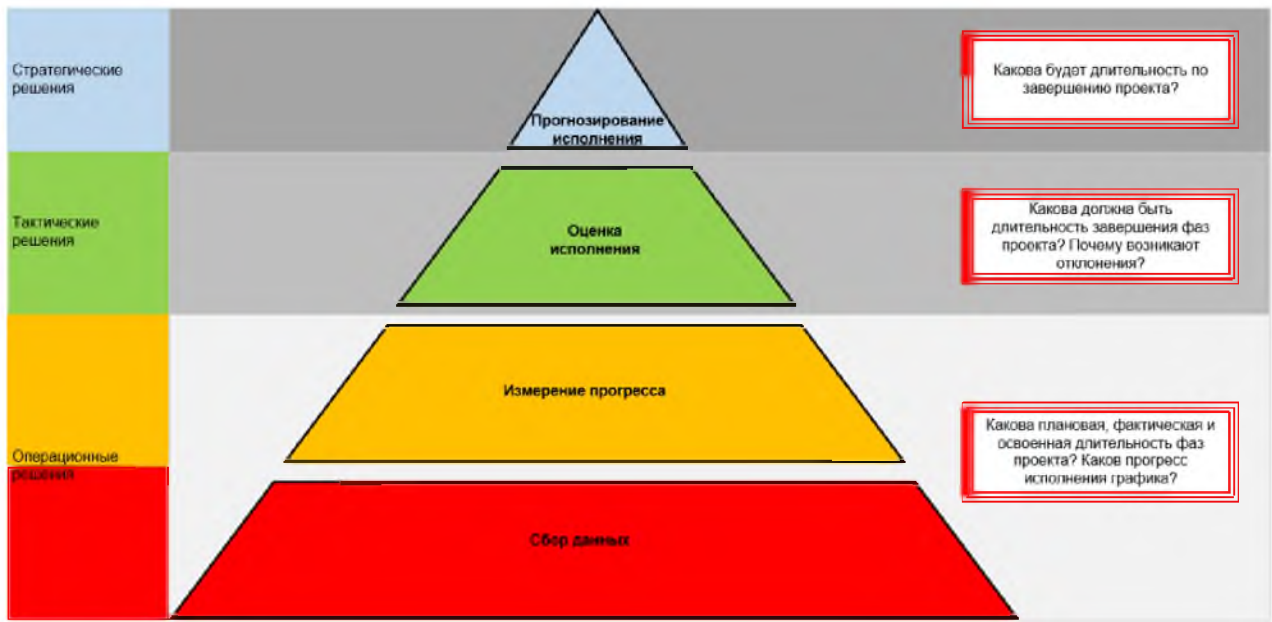 Стратегические
решения
Прогнозирование
исполнения
Какова будет длительность по
завершению проекта?
Тактические
решения
Оценка
исполнения
Какова должна быть
длительность завершения фаз
проекта? Почему возникают
отклонения?
Операционные
решения
Измерение прогресса
Сбор данных
Какова плановая, фактическая и
освоенная длительность фаз
проекта? Каков прогресс
исполнения графика?